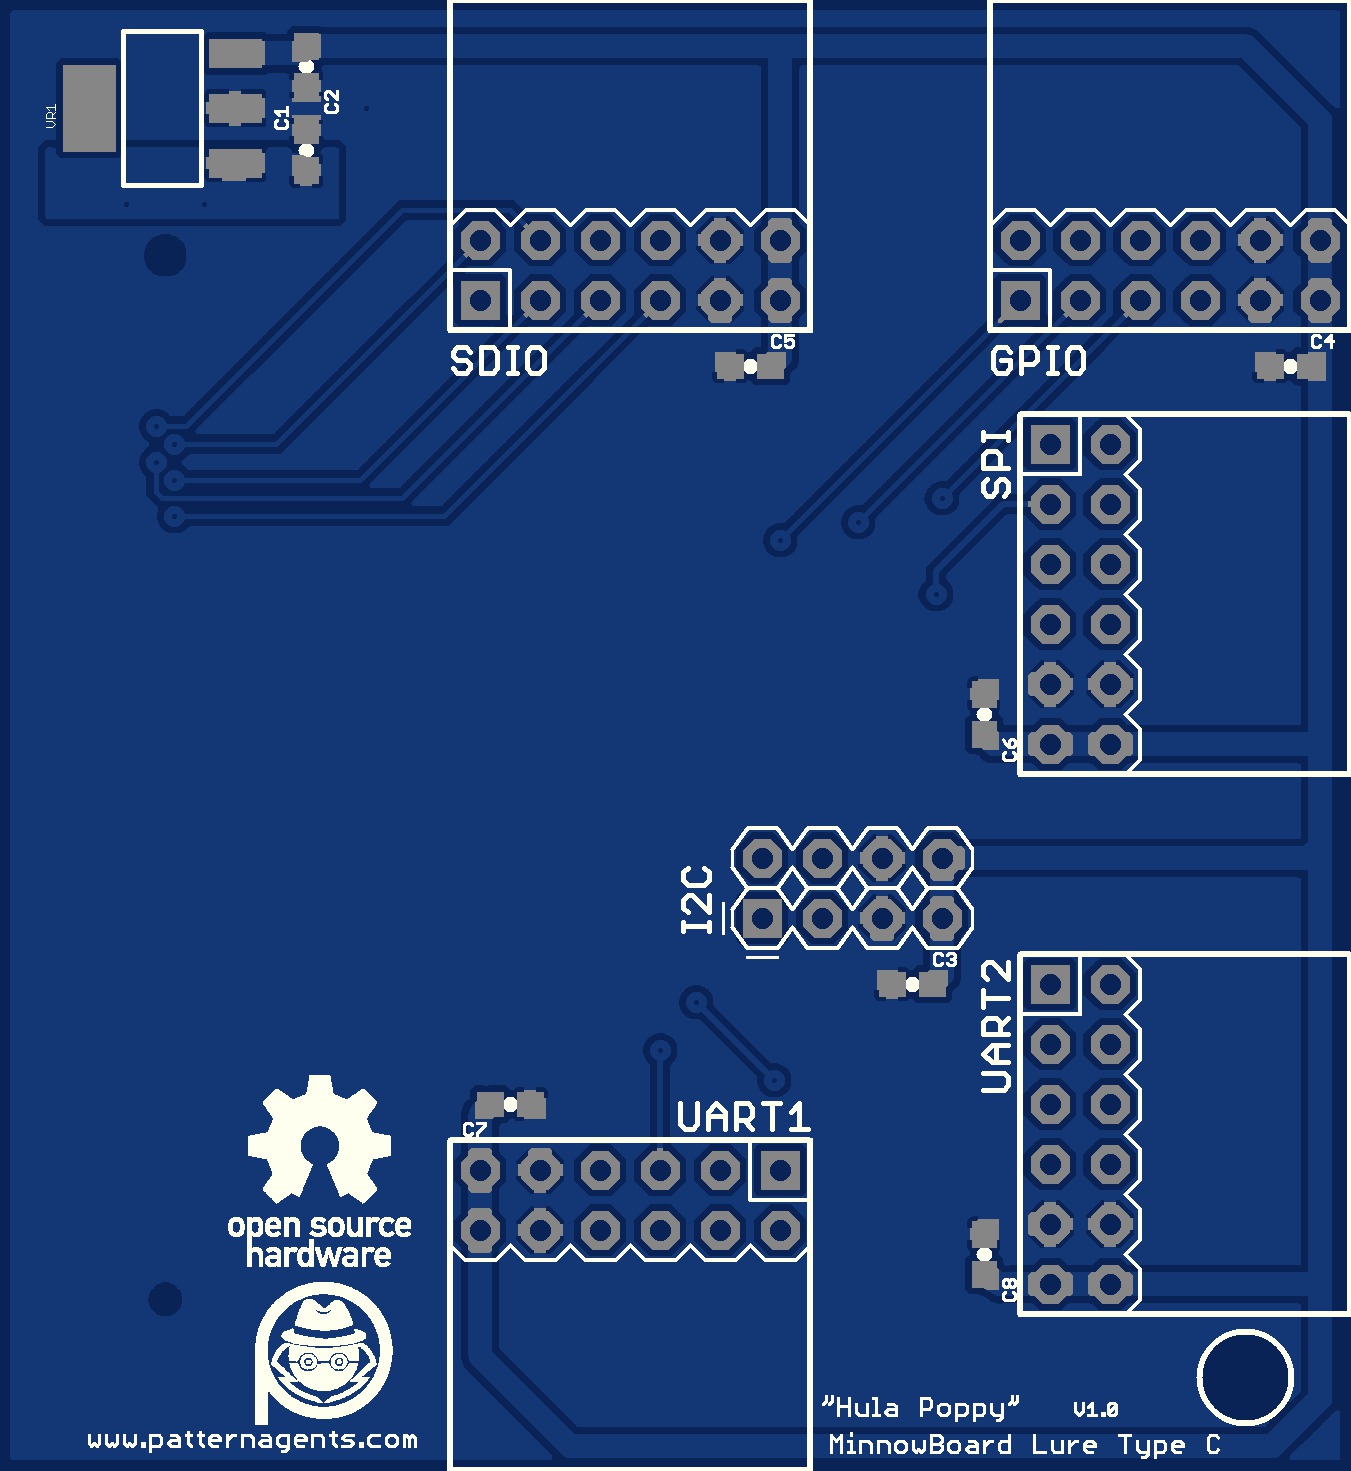 VR1
C1
C2
SDIO
C5
GPIO
C4
SPI
C6
I2C
C3
UART2
C7
UART1
C8
open source
hardware
"Hula Poppy" V1.0
www.patternagents.com
MinnowBoard Lure Type C